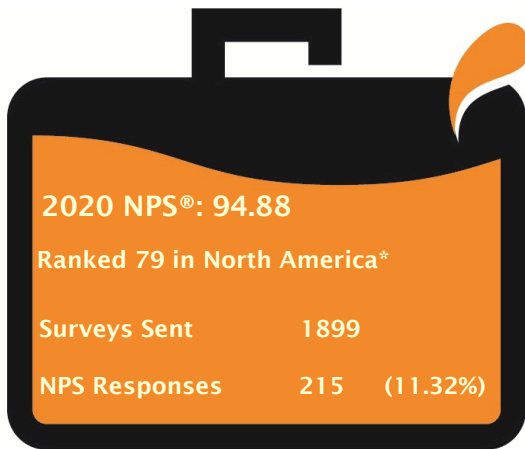 2020 NPS®: 94.88
Ranked 79 in North America*
Surveys Sent 1899
NPS Responses 215 (11.32%)